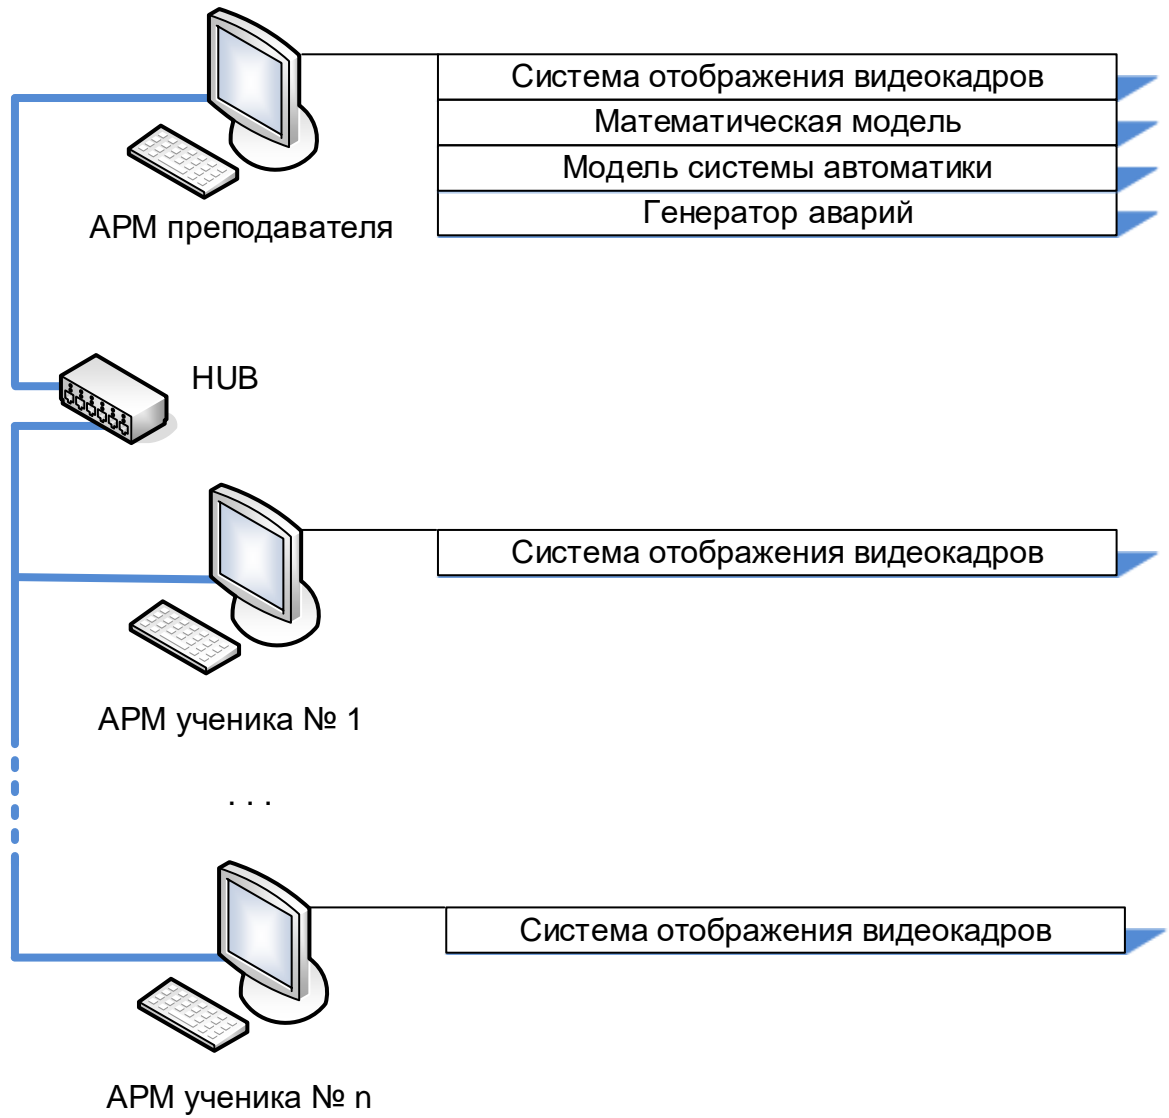 Система отображения видеокадров
Математическая модель
Модель системы автоматики
Генератор аварий
АРМ преподавателя
HUB
Система отображения видеокадров
АРМ ученика № 1
. . .
Система отображения видеокадров
АРМ ученика № n